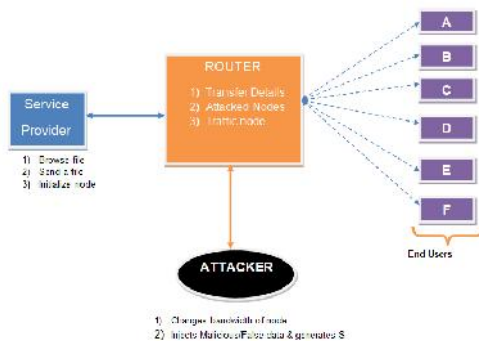 Service
Provider
1) Browse file
2) Send a file
3) Initialize node
ROUTER
1) Transfer Details
2) Attacked Nodes
3) Traffic node
A
B
C
D
E
F
End Users
ATTACKER
1) Changes bandwidth of node
2) Injects Malicious/False data & generates S